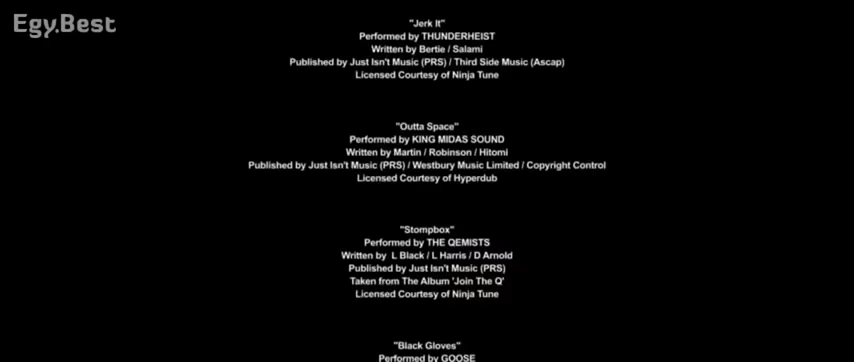 Egy.Best
"Jerk It"
Performed by THUNDERHEIST
Written by Bertie / Salami
Published by Just Isn't Music (PRS) / Third Side Music (Ascap)
Licensed Courtesy of Ninja Tune
"Outta Space"
Performed by KING MIDAS SOUND
Written by Martin / Robinson / Hitomi
Published by Just Isn't Music (PRS) / Westbury Music Limited / Copyright Control
Licensed Courtesy of Hyperdub
"Stompbox"
Performed by THE QEMISTS
Written by L Black / L Harris / D Arnold
Published by Just Isn't Music (PRS)
Taken from The Album 'Join The Q'
Licensed Courtesy of Ninja Tune
"Black Gloves"
Performed by GOOSE